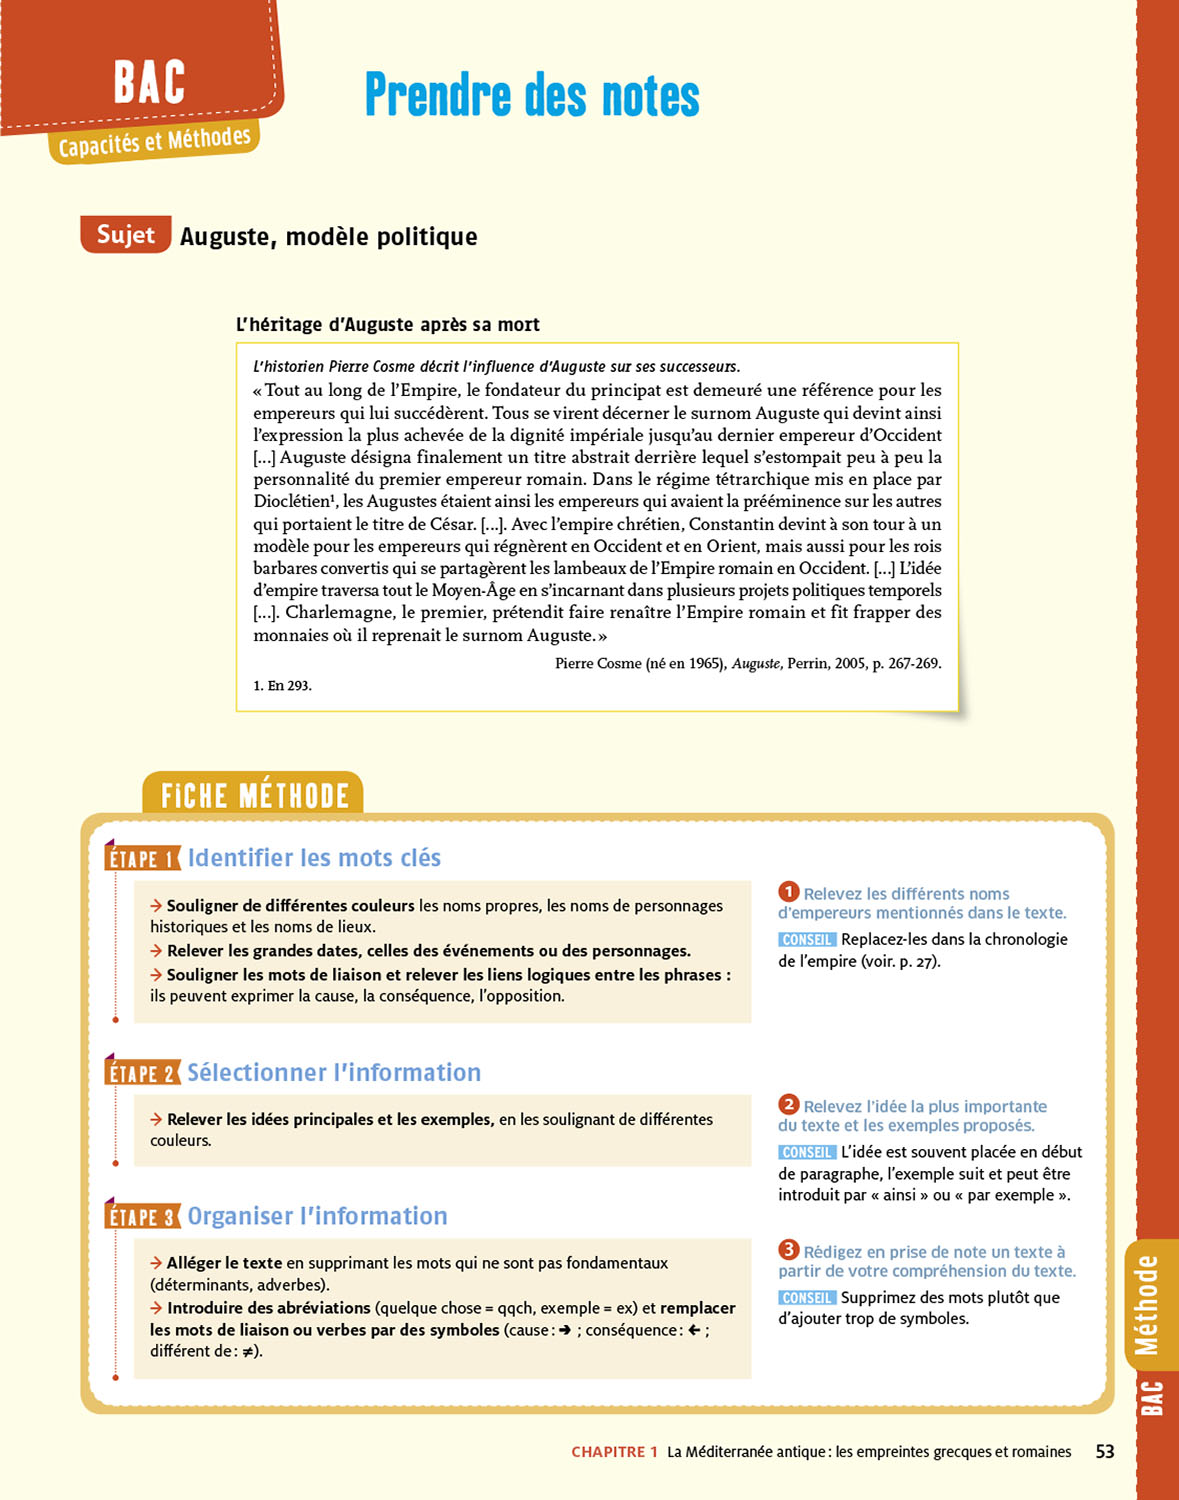 BAC
Capacités et Méthodes
Prendre des notes
Sujet Auguste, modèle politique
L’héritage d’Auguste après sa mort
L’historien Pierre Cosme décrit l’influence d’Auguste sur ses successeurs.
« Tout au long de l’Empire, le fondateur du principat est demeuré une référence pour les
empereurs qui lui succédèrent. Tous se virent décerner le surnom Auguste qui devint ainsi
l’expression la plus achevée de la dignité impériale jusqu’au dernier empereur d’Occident
[...] Auguste désigna finalement un titre abstrait derrière lequel s’estompait peu à peu la
personnalité du premier empereur romain. Dans le régime tétrarchique mis en place par
Dioclétien¹, les Augustes étaient ainsi les empereurs qui avaient la prééminence sur les autres
qui portaient le titre de César. [...]. Avec l’empire chrétien, Constantin devint à son tour à un
modèle pour les empereurs qui régnèrent en Occident et en Orient, mais aussi pour les rois
barbares convertis qui se partagèrent les lambeaux de l’Empire romain en Occident. [...] L’idée
d’empire traversa tout le Moyen-Âge en s’incarnant dans plusieurs projets politiques temporels
[...]. Charlemagne, le premier, prétendit faire renaître l’Empire romain et fit frapper des
monnaies où il reprenait le surnom Auguste. »
Pierre Cosme (né en 1965), Auguste, Perrin, 2005, p. 267-269.
1. En 293.
FiCHE MÉTHODE
ÉTAPE 1 Identifier les mots clés
→ Souligner de différentes couleurs les noms propres, les noms de personnages
historiques et les noms de lieux.
→ Relever les grandes dates, celles des événements ou des personnages.
→ Souligner les mots de liaison et relever les liens logiques entre les phrases :
ils peuvent exprimer la cause, la conséquence, l’opposition.
1 Relevez les différents noms
d’empereurs mentionnés dans le texte.
CONSEIL Replacez-les dans la chronologie
de l’empire (voir. p. 27).
ÉTAPE 2 Sélectionner l’information
→ Relever les idées principales et les exemples, en les soulignant de différentes
couleurs.
2 Relevez l’idée la plus importante
du texte et les exemples proposés.
CONSEIL L’idée est souvent placée en début
de paragraphe, l’exemple suit et peut être
introduit par « ainsi » ou « par exemple ».
ÉTAPE 3 Organiser l’information
→ Alléger le texte en supprimant les mots qui ne sont pas fondamentaux
(déterminants, adverbes).
→ Introduire des abréviations (quelque chose = qqch, exemple = ex) et remplacer
les mots de liaison ou verbes par des symboles (cause : ➔ ; conséquence : ← ;
différent de : ≠).
3 Rédigez en prise de note un texte à
partir de votre compréhension du texte.
CONSEIL Supprimez des mots plutôt que
d’ajouter trop de symboles.
BAC Méthode
CHAPITRE 1 La Méditerranée antique : les empreintes grecques et romaines 53